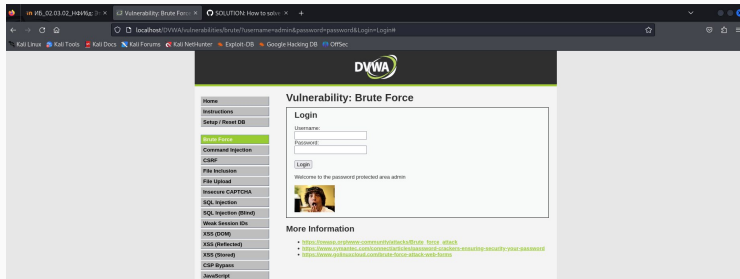 Vulnerability: Brute Force
SOLUTION: How to solve
localhost/DVWA/vulnerabilities/brute/?username=admin&password=password&Login=Login#
Kali Linux Kali Tools Kali Docs Kali Forums Kali NetHunter Exploit-DB Google Hacking DB OffSec
DVWA
Home
Instructions
Setup / Reset DB
Brute Force
Command Injection
CSRF
File Inclusion
File Upload
Insecure CAPTCHA
SQL Injection
SQL Injection (Blind)
Weak Session IDs
XSS (DOM)
XSS (Reflected)
XSS (Stored)
CSP Bypass
JavaScript
Vulnerability: Brute Force
Login
Username:
Password:
Login
Welcome to the password protected area admin
More Information
https://owasp.org/www-community/attacks/Brute_force_attack
https://www.symantec.com/connect/articles/password-crackers-ensuring-security-your-password
https://www.golinuxcloud.com/brute-force-attack-web-forms